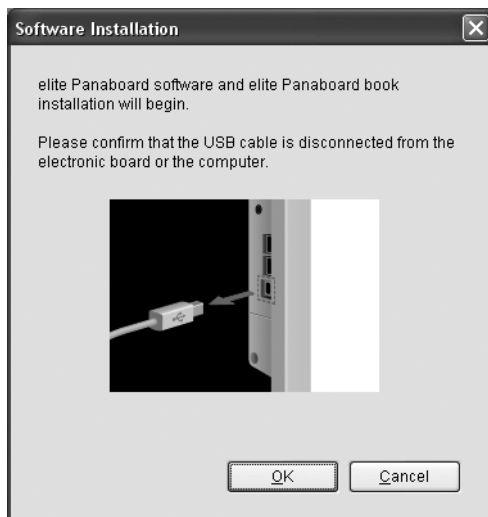 Software Installation
elite Panaboard software and elite Panaboard book
installation will begin.
Please confirm that the USB cable is disconnected from the
electronic board or the computer.
OK
Cancel